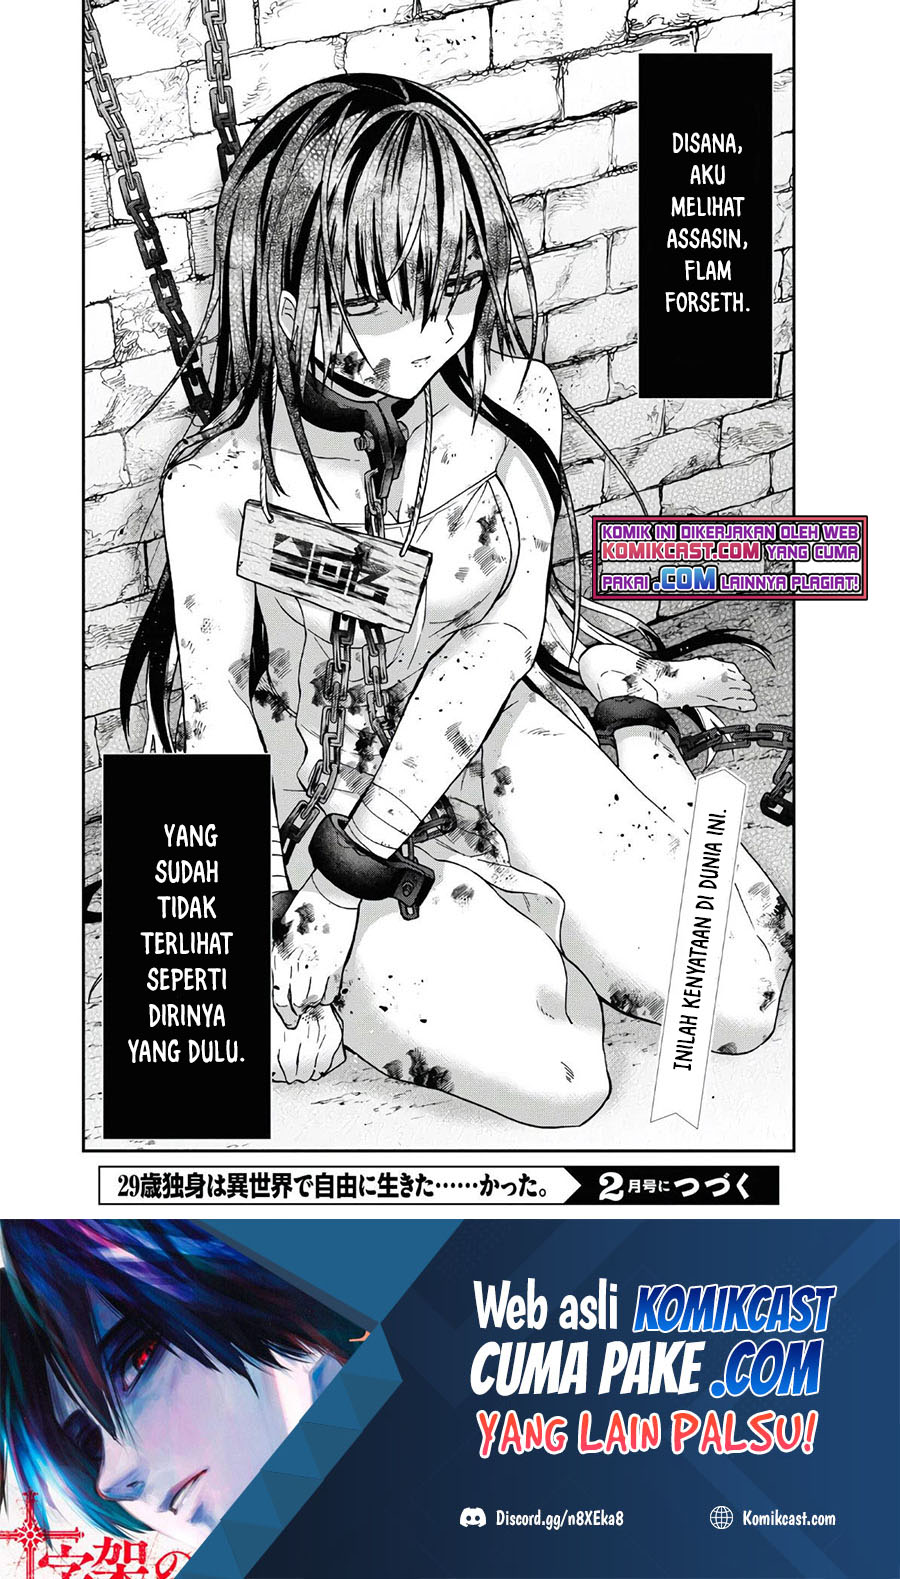 DISANA,
AKU
MELIHAT
ASSASIN,
FLAM
FORSETH.
KOMIK INI DIKERJAKAN OLEH WEB
KOMIKCAST.COM YANG CUMA
PAKAI .COM LAINNYA PLAGIAT!
YANG
SUDAH
TIDAK
TERLIHAT
SEPERTI
DIRINYA
YANG DULU.
INILAH KENYATAAN DI DUNIA INI.
29歳独身は異世界で自由に生きた……かった。 2月号につづく
Web asli KOMIKCAST
CUMA PAKE .COM
YANG LAIN PALSU!
Discord.gg/n8XEka8 Komikcast.com
字架の